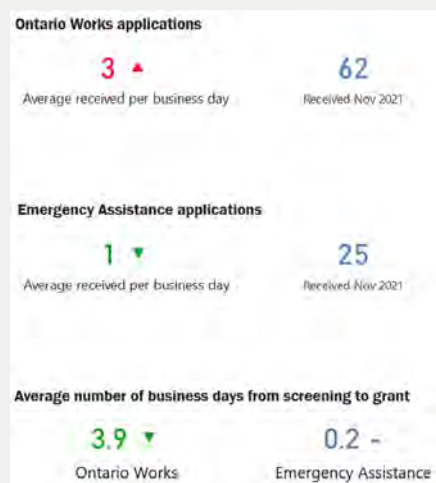 Ontario Works applications
3 ▲ 62
Average received per business day Received Nov 2021
Emergency Assistance applications
1 ▼ 25
Average received per business day Received Nov 2021
Average number of business days from screening to grant
3.9 ▼ 0.2 -
Ontario Works Emergency Assistance